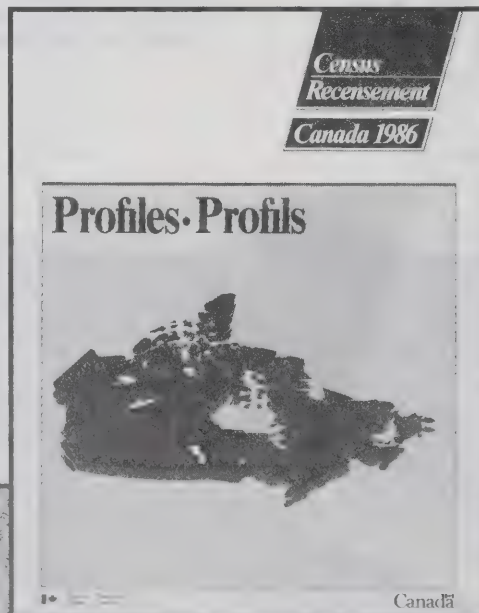 Census
Recensement
Canada 1986
Profiles • Profils
Canada